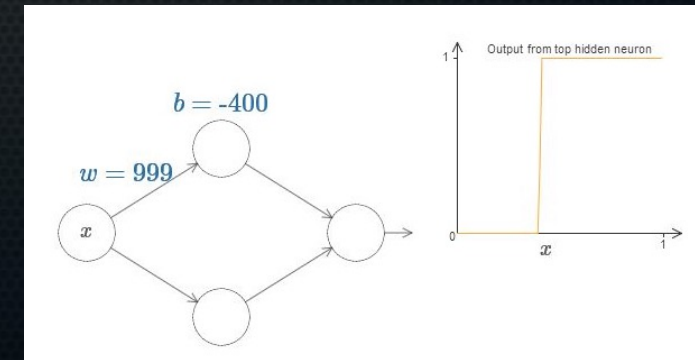 b = -400
w = 999
x
Output from top hidden neuron
1
0
x
1